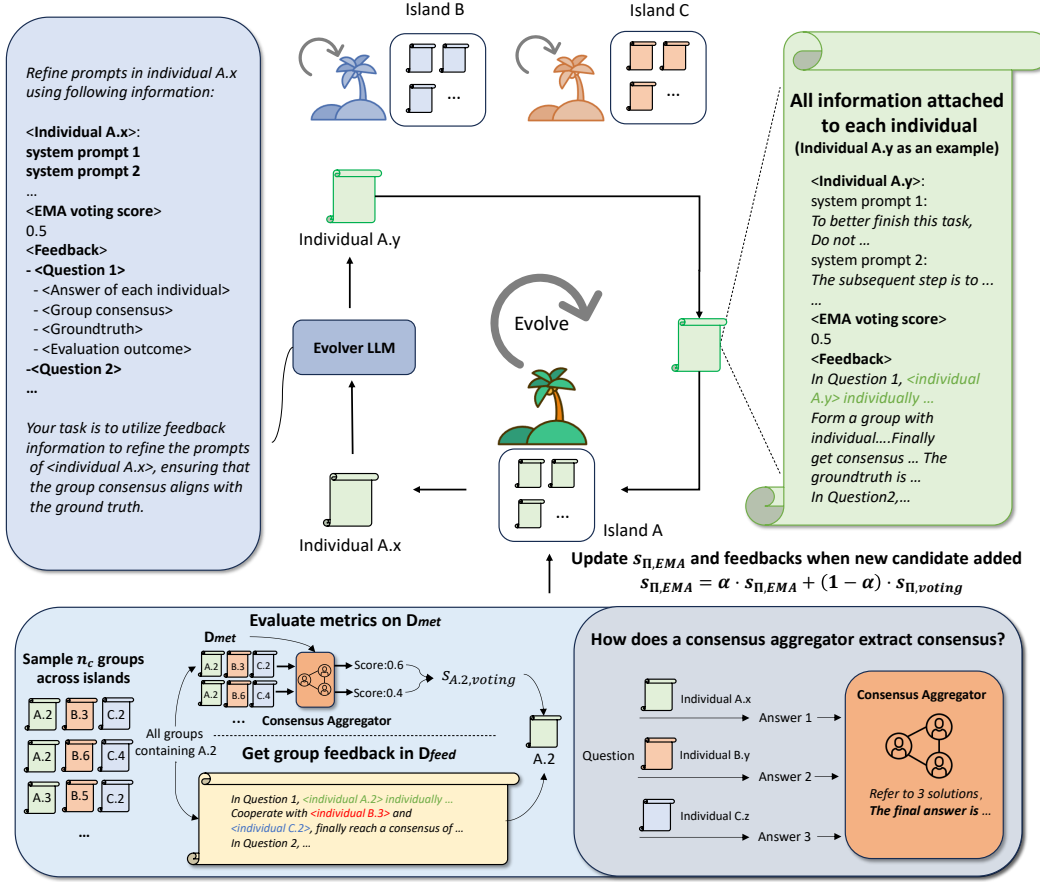 Island B
Island C
...
...
Refine prompts in individual A.x
using following information:
<Individual A.x>:
system prompt 1
system prompt 2
...
<EMA voting score>
0.5
<Feedback>
- <Question 1>
- <Answer of each individual>
- <Group consensus>
- <Groundtruth>
- <Evaluation outcome>
-<Question 2>
...
Your task is to utilize feedback
information to refine the prompts
of <individual A.x>, ensuring that
the group consensus aligns with
the ground truth.
Individual A.y
Evolver LLM
Individual A.x
Evolve
...
Island A
All information attached
to each individual
(Individual A.y as an example)
<Individual A.y>:
system prompt 1:
To better finish this task,
Do not ...
system prompt 2:
The subsequent step is to ...
...
<EMA voting score>
0.5
<Feedback>
In Question 1, <individual
A.y> individually ...
Form a group with
individual....Finally
get consensus ... The
groundtruth is ...
In Question2,...
Update s_{Π,EMA} and feedbacks when new candidate added
s_{Π,EMA} = α · s_{Π,EMA} + (1 − α) · s_{Π,voting}
Sample n_c groups
across islands
A.2 B.3 C.2
A.2 B.6 C.4
A.3 B.5 C.2
...
All groups
containing A.2
Evaluate metrics on D_{met}
D_{met}
A.2 B.3 C.2
A.2 B.6 C.4
...
Consensus Aggregator
Score:0.6
Score:0.4
s_{A.2,voting}
A.2
Get group feedback in D_{feed}
In Question 1, <individual A.2> individually ...
Cooperate with <individual B.3> and
<individual C.2>, finally reach a consensus of ...
In Question 2, ...
How does a consensus aggregator extract consensus?
Question
Individual A.x
Answer 1
Individual B.y
Answer 2
Individual C.z
Answer 3
Consensus Aggregator
Refer to 3 solutions,
The final answer is ...